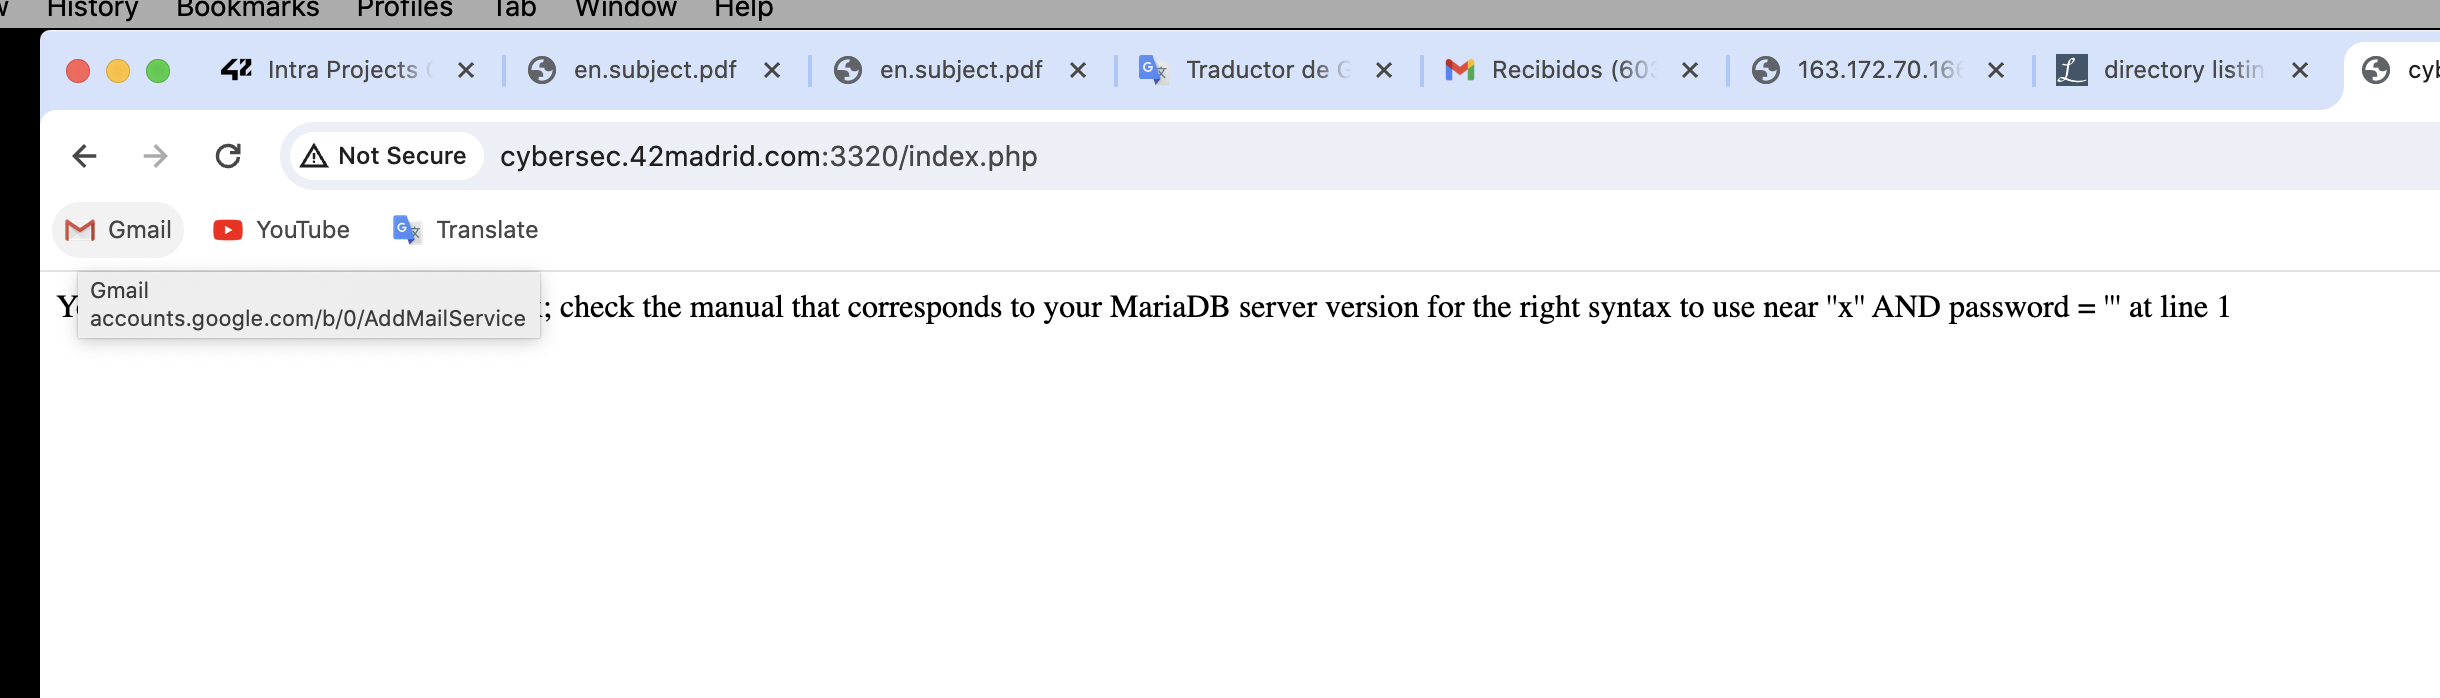 History Bookmarks Profiles Tab Window Help
42 Intra Projects en.subject.pdf en.subject.pdf Traductor de G Recibidos (603 163.172.70.166 directory listin cyb
Not Secure cybersec.42madrid.com:3320/index.php
Gmail YouTube Translate
Gmail
accounts.google.com/b/0/AddMailService
; check the manual that corresponds to your MariaDB server version for the right syntax to use near ''x'' AND password = ''' at line 1